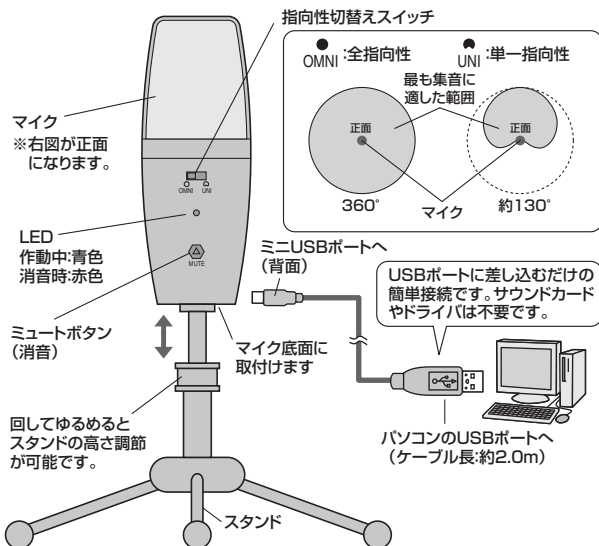 指向性切替えスイッチ
OMNI :全指向性
UNI :単一指向性
最も集音に
適した範囲
正面
正面
360°
約130°
マイク
マイク
※右図が正面
になります。
OMNI UNI
LED
作動中:青色
消音時:赤色
MUTE
ミュートボタン
(消音)
ミニUSBポートへ
(背面)
USBポートに差し込むだけの
簡単接続です。サウンドカード
やドライバは不要です。
マイク底面に
取付けます
回してゆるめると
スタンドの高さ調節
が可能です。
パソコンのUSBポートへ
(ケーブル長:約2.0m)
スタンド